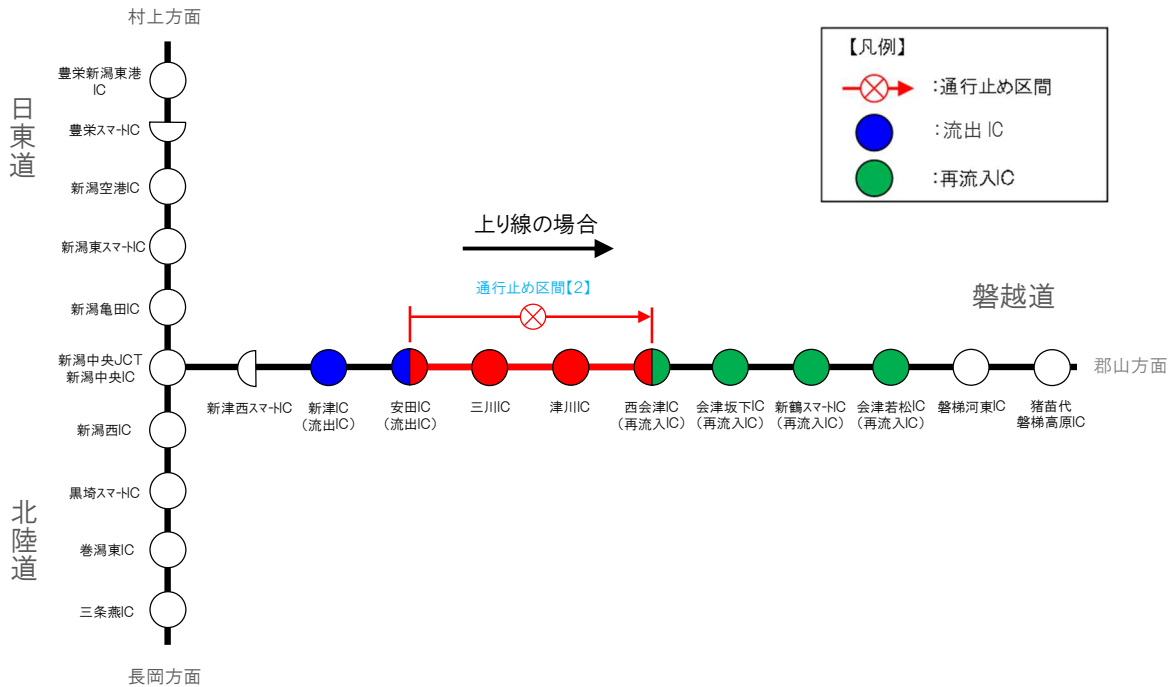 村上方面
【凡例】
:通行止め区間
:流出 IC
:再流入IC
日東道
豊栄新潟東港
IC
豊栄スマートIC
新潟空港IC
新潟東スマートIC
新潟亀田IC
新潟中央JCT
新潟中央IC
新潟西IC
黒埼スマートIC
巻潟東IC
三条燕IC
北陸道
長岡方面
上り線の場合
通行止め区間【2】
磐越道
郡山方面
新津西スマートIC
新津IC
(流出IC)
安田IC
(流出IC)
三川IC
津川IC
西会津IC
(再流入IC)
会津坂下IC
(再流入IC)
新鶴スマートIC
(再流入IC)
会津若松IC
(再流入IC)
磐梯河東IC
猪苗代
磐梯高原IC